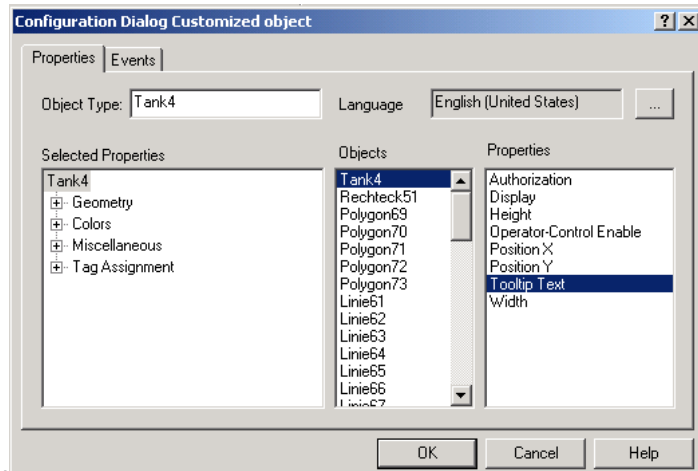 Configuration Dialog Customized object
Properties
Events
Object Type:
Tank4
Language
English (United States)
...
Selected Properties
Tank4
Geometry
Colors
Miscellaneous
Tag Assignment
Objects
Tank4
Rechteck51
Polygon69
Polygon70
Polygon71
Polygon72
Polygon73
Linie61
Linie62
Linie63
Linie64
Linie65
Linie66
Linie67
Properties
Authorization
Display
Height
Operator-Control Enable
Position X
Position Y
Tooltip Text
Width
OK
Cancel
Help